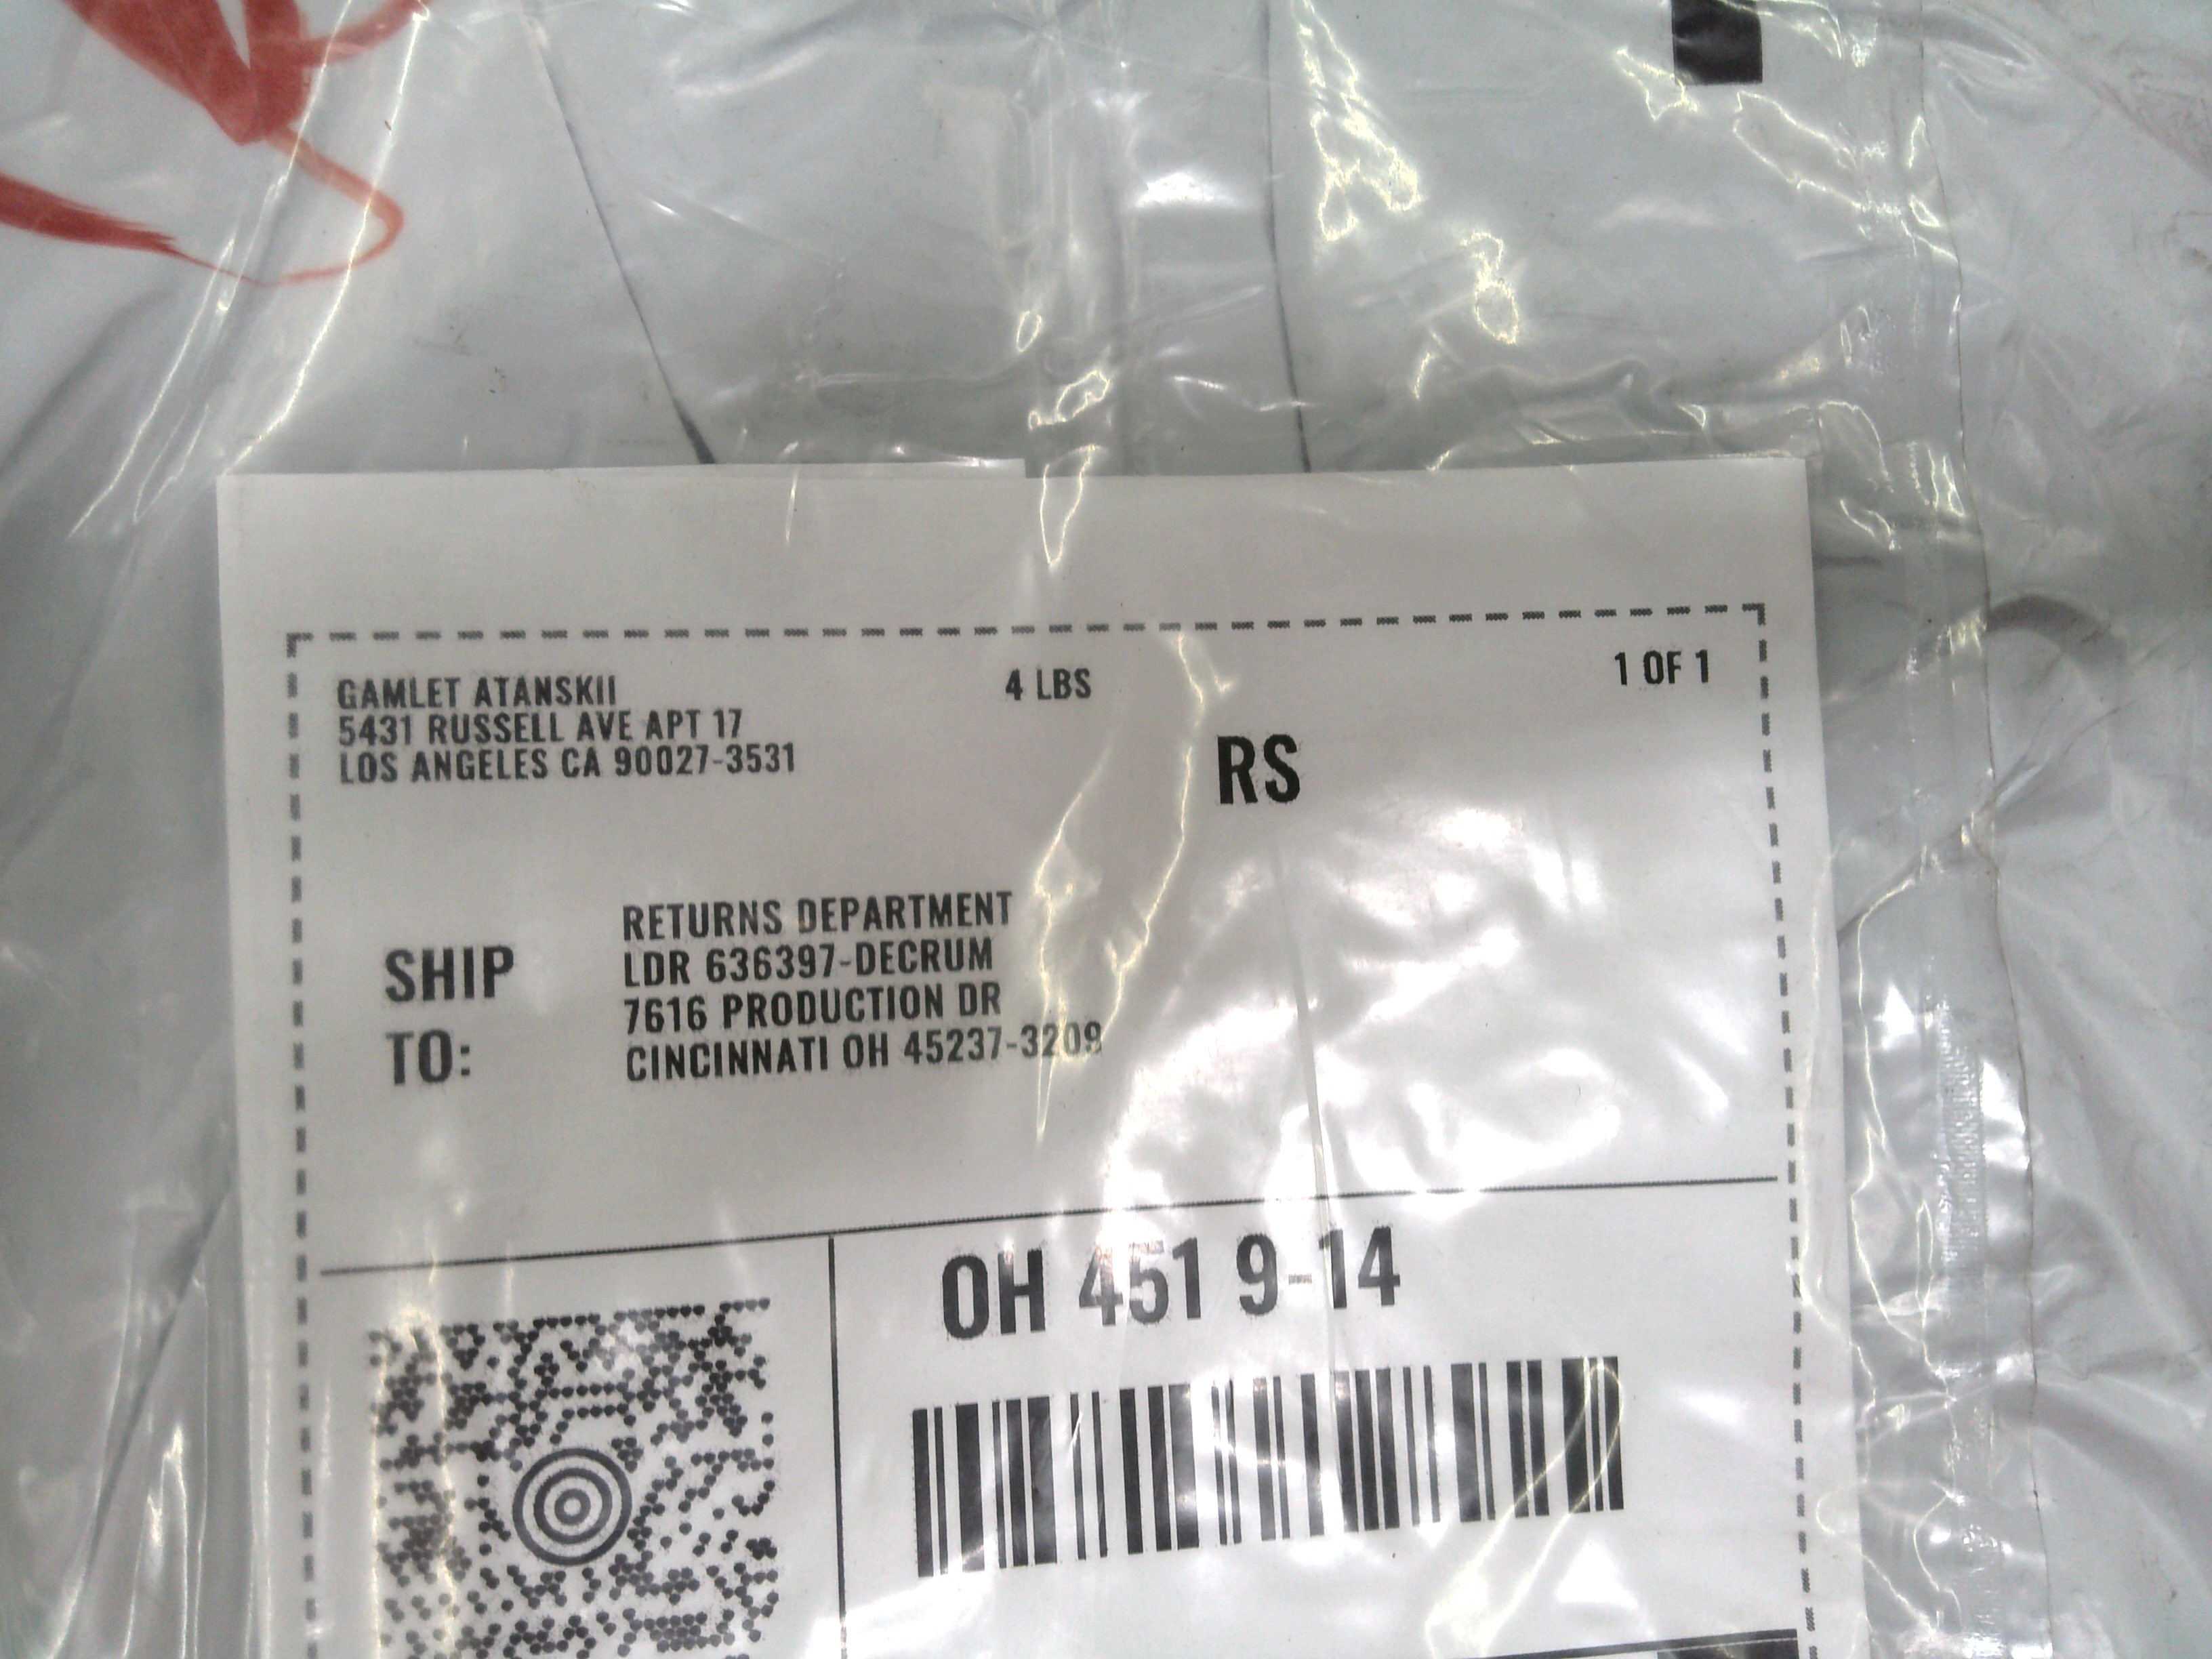 GAMLET ATANSKII
5431 RUSSELL AVE APT 17
LOS ANGELES CA 90027-3531
4 LBS
1 OF 1
RS
SHIP
TO:
RETURNS DEPARTMENT
LDR 636397-DECRUM
7616 PRODUCTION DR
CINCINNATI OH 45237-3209
OH 451 9-14